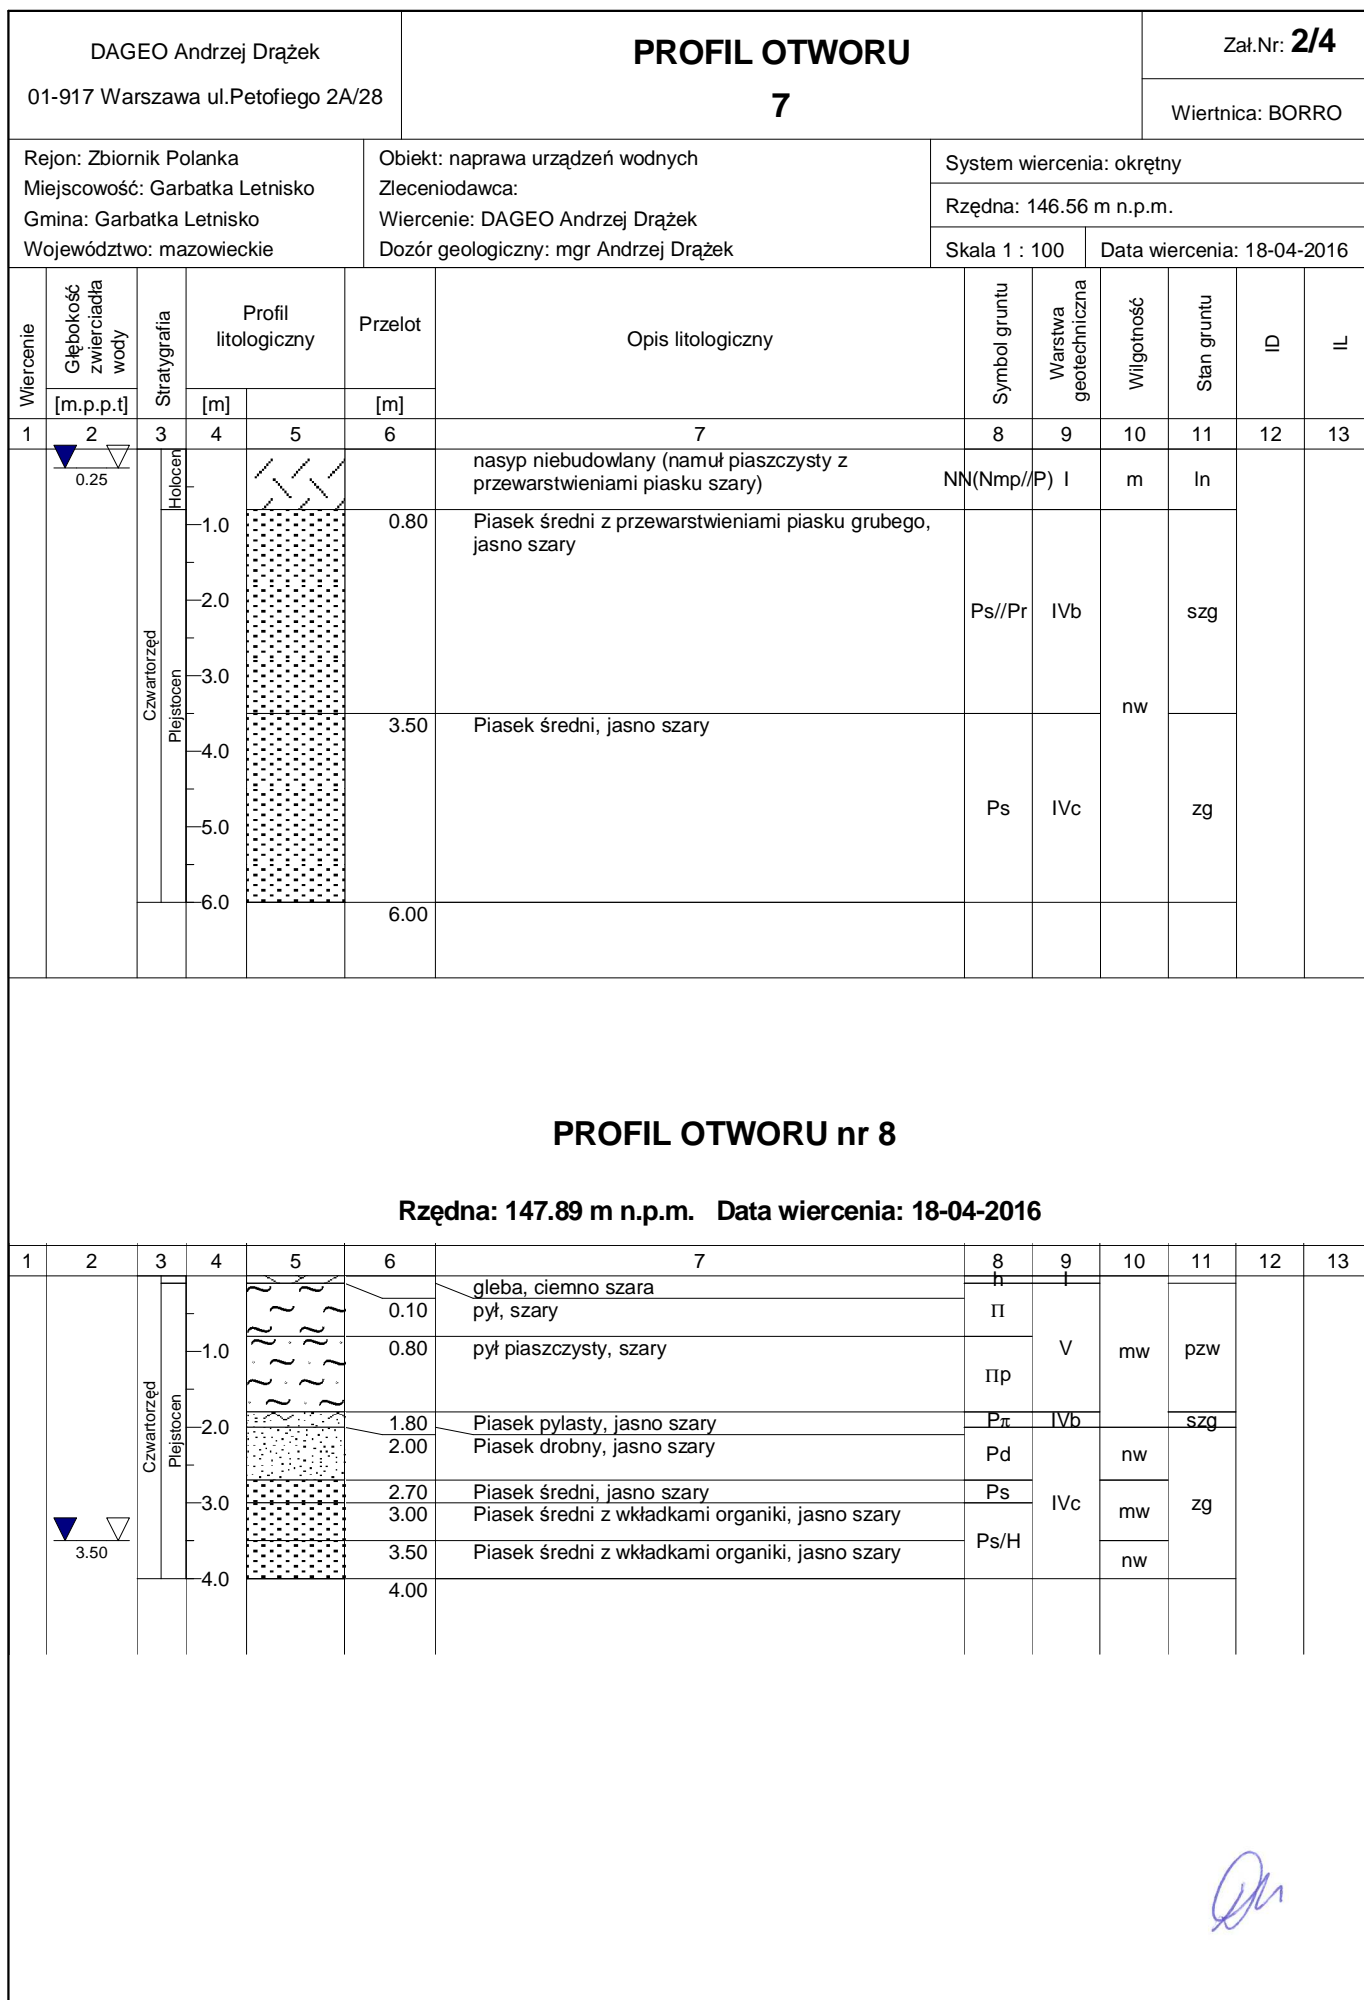 DAGEO Andrzej Drążek
01-917 Warszawa ul.Petofiego 2A/28
PROFIL OTWORU
7
Zał.Nr: 2/4
Wiertnica: BORRO
Rejon: Zbiornik Polanka
Miejscowość: Garbatka Letnisko
Gmina: Garbatka Letnisko
Województwo: mazowieckie
Obiekt: naprawa urządzeń wodnych
Zleceniodawca:
Wiercenie: DAGEO Andrzej Drążek
Dozór geologiczny: mgr Andrzej Drążek
System wiercenia: okrętny
Rzędna: 146.56 m n.p.m.
Skala 1 : 100 Data wiercenia: 18-04-2016
Wiercenie
Głębokość
zwierciadła
wody
[m.p.p.t]
Stratygrafia
Profil
litologiczny
[m]
Przelot
[m]
Opis litologiczny
Symbol gruntu
Warstwa
geotechniczna
Wilgotność
Stan gruntu
ID
IL
1 2 3 4 5 6 7 8 9 10 11 12 13
0.25
Czwartorzęd
Holocen
Plejstocen
nasyp niebudowlany (namuł piaszczysty z
przewarstwieniami piasku szary)
NN(Nmp//P) I m ln
1.0
0.80 Piasek średni z przewarstwieniami piasku grubego,
jasno szary
2.0
Ps//Pr IVb szg
3.0
nw
3.50 Piasek średni, jasno szary
4.0
5.0
Ps IVc zg
6.0
6.00
PROFIL OTWORU nr 8
Rzędna: 147.89 m n.p.m. Data wiercenia: 18-04-2016
1 2 3 4 5 6 7 8 9 10 11 12 13
Czwartorzęd
Plejstocen
gleba, ciemno szara h I
0.10 pył, szary Π
1.0
0.80 pył piaszczysty, szary V mw pzw
Πp
1.80 Piasek pylasty, jasno szary Pπ IVb szg
2.0
2.00 Piasek drobny, jasno szary Pd nw
2.70 Piasek średni, jasno szary Ps
3.0
3.00 Piasek średni z wkładkami organiki, jasno szary IVc mw zg
Ps/H
3.50
3.50 Piasek średni z wkładkami organiki, jasno szary nw
4.0
4.00